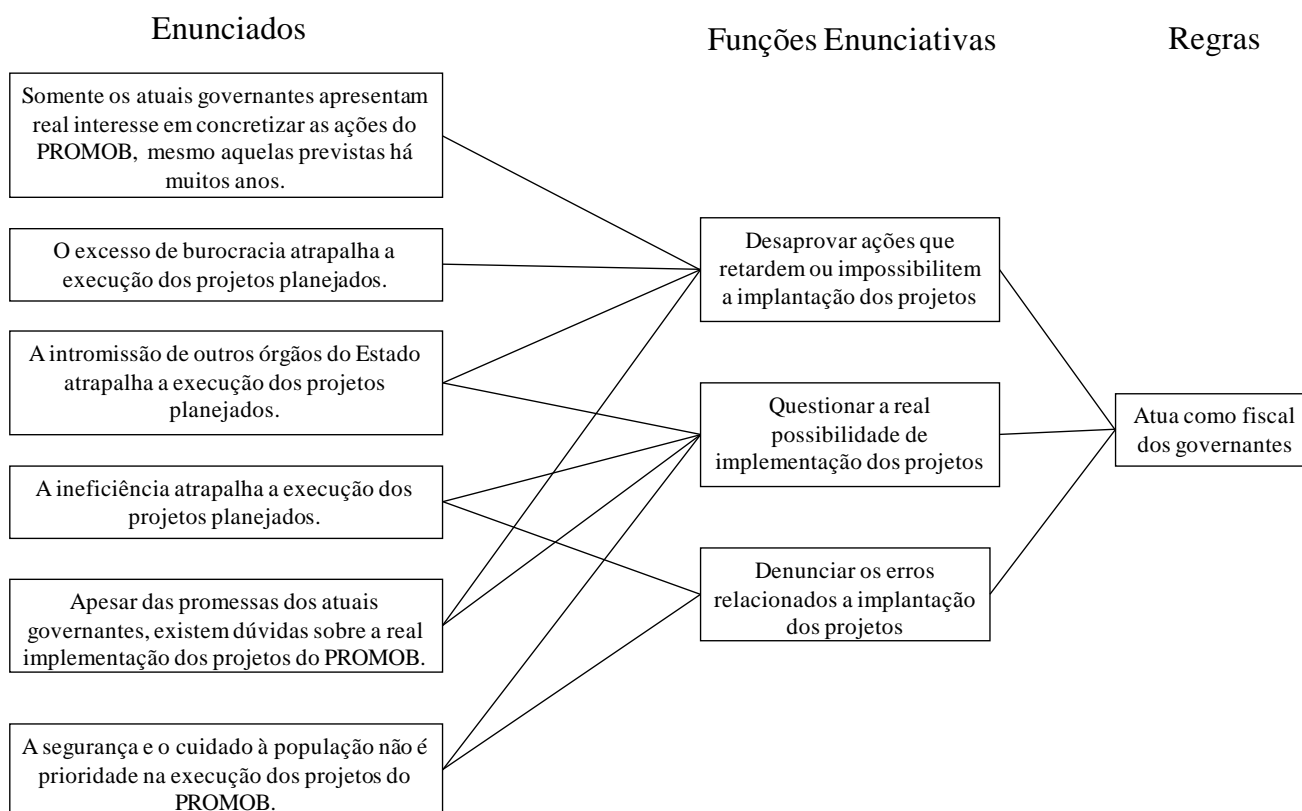 Enunciados
Funções Enunciativas
Regras
Somente os atuais governantes apresentam
real interesse em concretizar as ações do
PROMOB, mesmo aquelas previstas há
muitos anos.
O excesso de burocracia atrapalha a
execução dos projetos planejados.
A intromissão de outros órgãos do Estado
atrapalha a execução dos projetos
planejados.
A ineficiência atrapalha a execução dos
projetos planejados.
Apesar das promessas dos atuais
governantes, existem dúvidas sobre a real
implementação dos projetos do PROMOB.
A segurança e o cuidado à população não é
prioridade na execução dos projetos do
PROMOB.
Desaprovar ações que
retardem ou impossibilitem
a implantação dos projetos
Questionar a real
possibilidade de
implementação dos projetos
Denunciar os erros
relacionados a implantação
dos projetos
Atua como fiscal
dos governantes